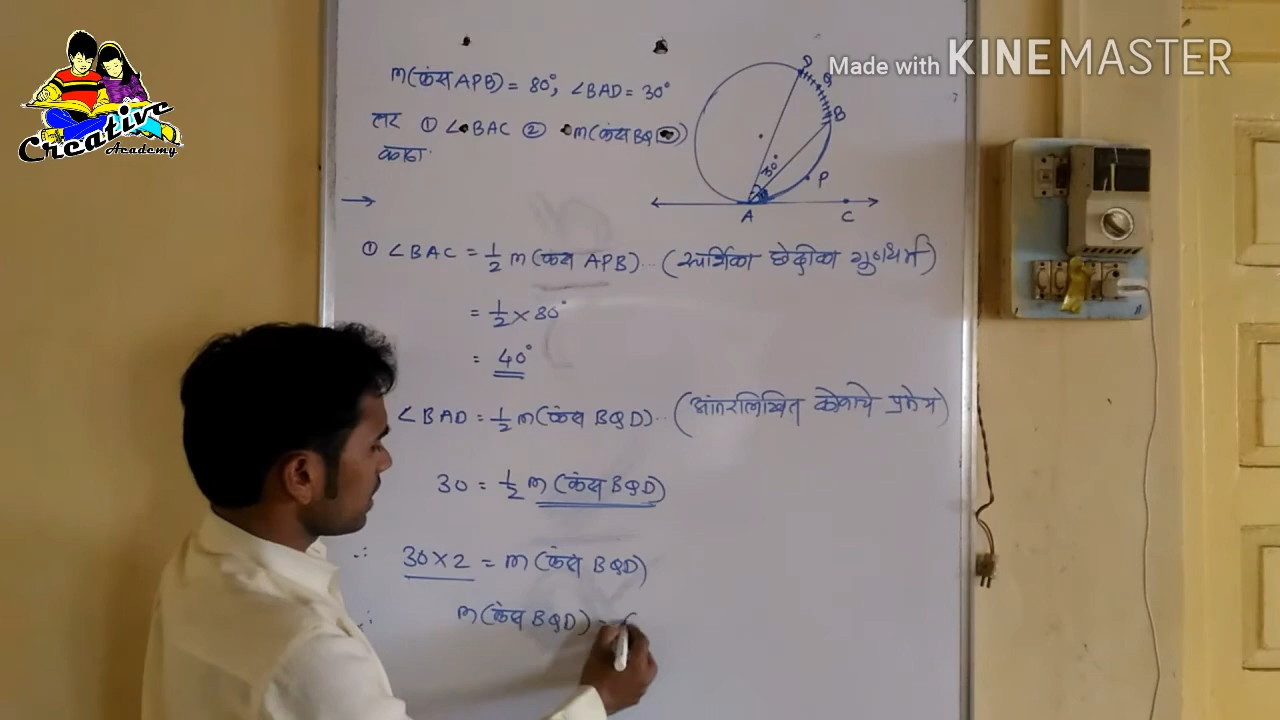 Creative
Academy
Made with KINEMASTER
m(कंस APB) = 80°, ∠BAD = 30°
तर ① ∠BAC ② m(कंस BQD)
काढा.
D
Q
B
30°
P
A
C
→
① ∠BAC = 1/2 m(कंस APB)... (स्पर्शिका छेदीका गुणधर्म)
= 1/2 × 80°
= 40°
∠BAD = 1/2 m(कंस BQD)... (आंतरलिखित कोनाचे प्रमेय)
30 = 1/2 m(कंस BQD)
∴ 30 × 2 = m(कंस BQD)
∴ m(कंस BQD) =